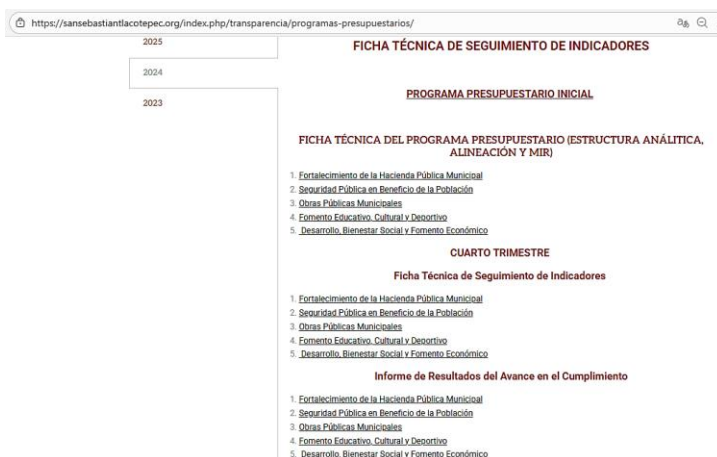 https://sansebastiantlacotepec.org/index.php/transparencia/programas-presupuestarios/
2025
2024
2023
FICHA TÉCNICA DE SEGUIMIENTO DE INDICADORES
PROGRAMA PRESUPUESTARIO INICIAL
FICHA TÉCNICA DEL PROGRAMA PRESUPUESTARIO (ESTRUCTURA ANÁLITICA,
ALINEACIÓN Y MIR)
1. Fortalecimiento de la Hacienda Pública Municipal
2. Seguridad Pública en Beneficio de la Población
3. Obras Públicas Municipales
4. Fomento Educativo, Cultural y Deportivo
5. Desarrollo, Bienestar Social y Fomento Económico
CUARTO TRIMESTRE
Ficha Técnica de Seguimiento de Indicadores
1. Fortalecimiento de la Hacienda Pública Municipal
2. Seguridad Pública en Beneficio de la Población
3. Obras Públicas Municipales
4. Fomento Educativo, Cultural y Deportivo
5. Desarrollo, Bienestar Social y Fomento Económico
Informe de Resultados del Avance en el Cumplimiento
1. Fortalecimiento de la Hacienda Pública Municipal
2. Seguridad Pública en Beneficio de la Población
3. Obras Públicas Municipales
4. Fomento Educativo, Cultural y Deportivo
5. Desarrollo, Bienestar Social y Fomento Económico